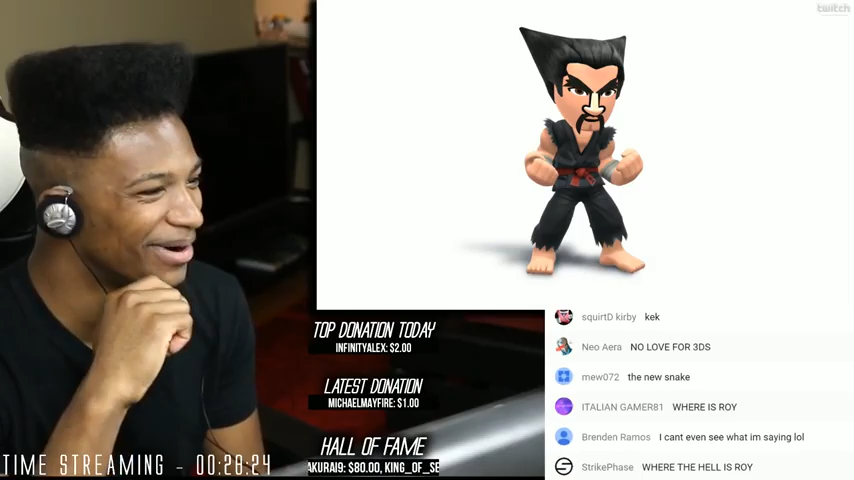 twitch
squirtD kirby kek
Neo Aera NO LOVE FOR 3DS
mew072 the new snake
ITALIAN GAMER81 WHERE IS ROY
Brenden Ramos I cant even see what im saying lol
StrikePhase WHERE THE HELL IS ROY
TOP DONATION TODAY
INFINITYALEX: $2.00
LATEST DONATION
MICHAELMAYFIRE: $1.00
HALL OF FAME
AKURAI9: $80.00, KING_OF_SE
TIME STREAMING - 00:26:24